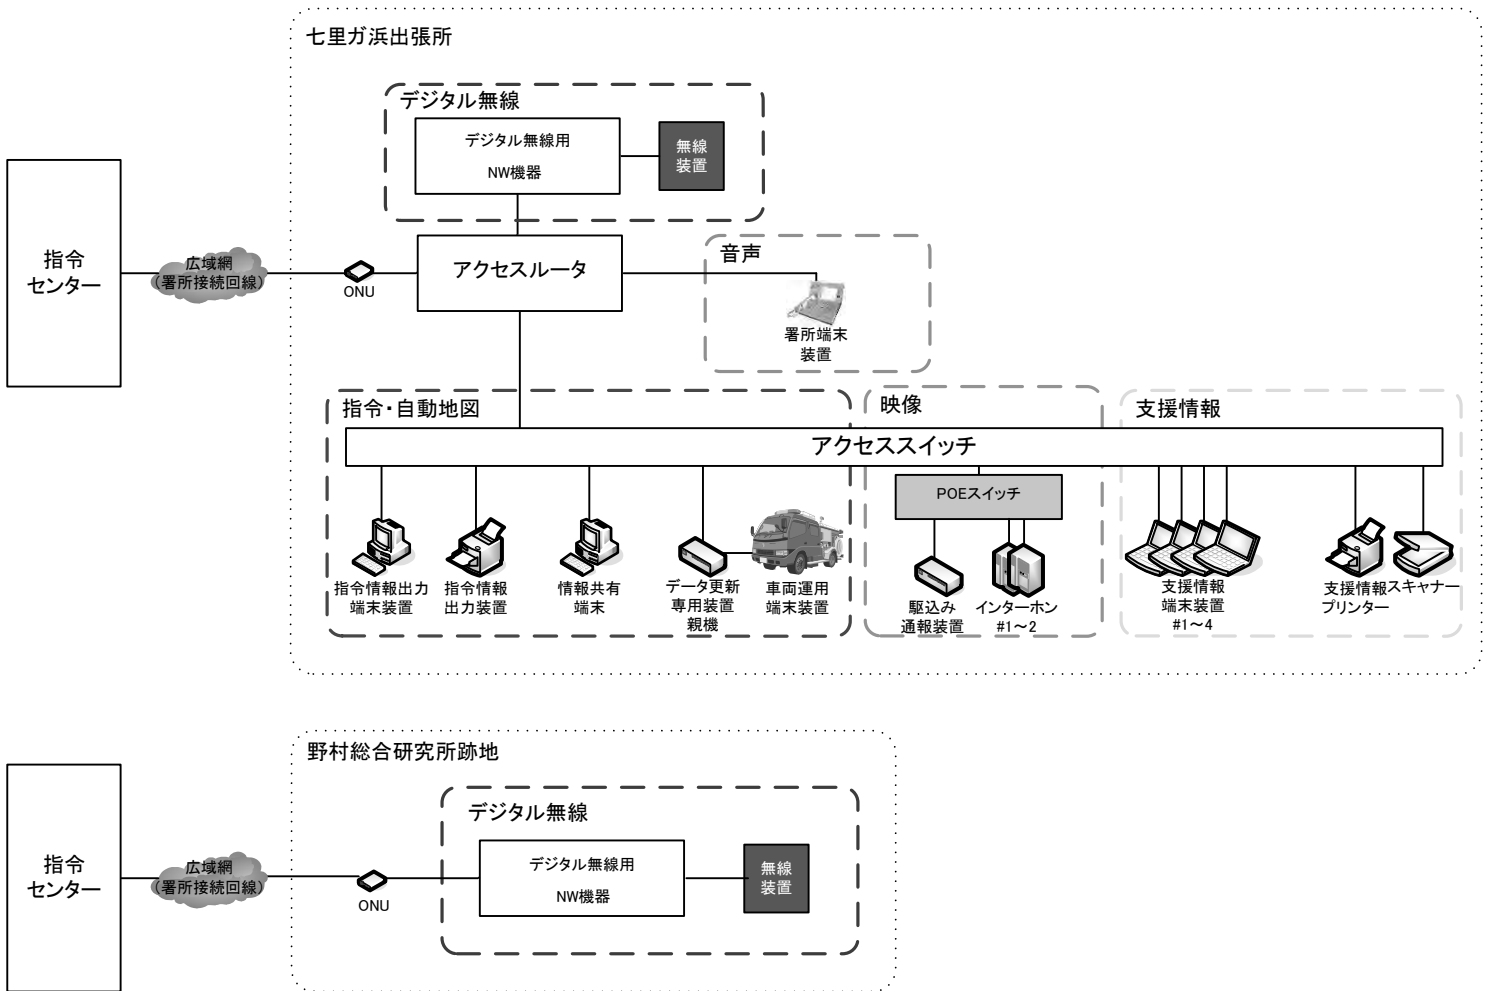 七里ガ浜出張所
デジタル無線
デジタル無線用
NW機器
無線
装置
指令
センター
広域網
(署所接続回線)
ONU
アクセスルータ
音声
署所端末
装置
指令・自動地図
映像
支援情報
アクセススイッチ
POEスイッチ
指令情報出力
端末装置
指令情報
出力装置
情報共有
端末
データ更新
専用装置
親機
車両運用
端末装置
駆込み
通報装置
インターホン
#1～2
支援情報
端末装置
#1～4
支援情報
プリンター
スキャナー
野村総合研究所跡地
デジタル無線
デジタル無線用
NW機器
無線
装置
指令
センター
広域網
(署所接続回線)
ONU